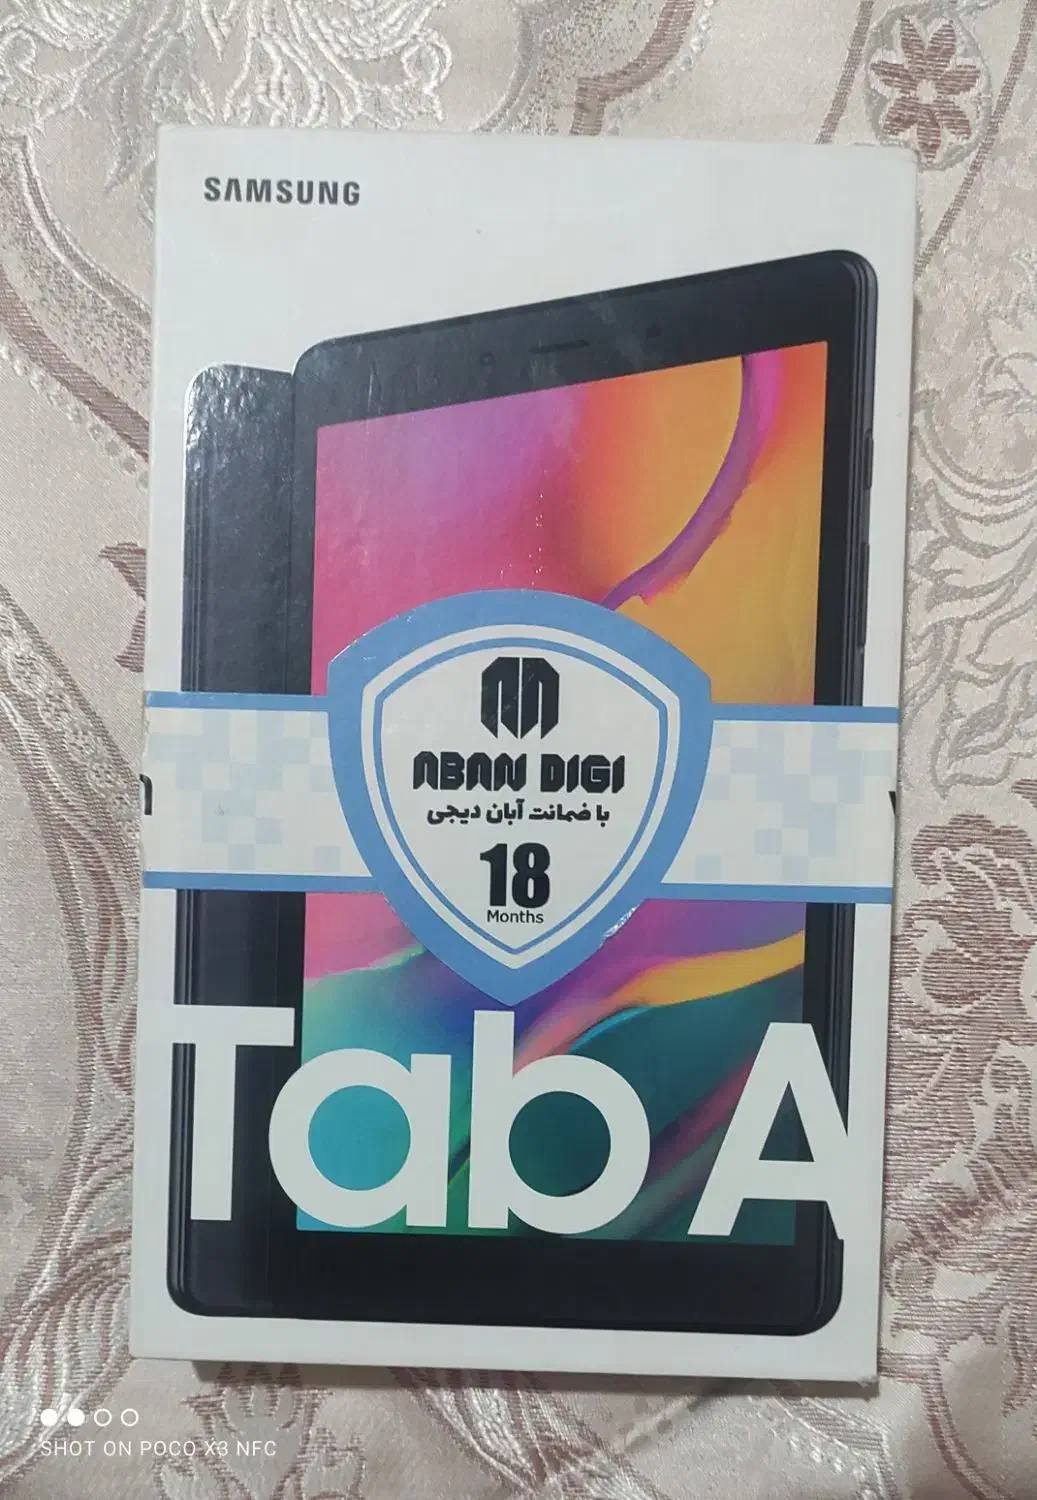 SAMSUNG
ABAN DIGI
با ضمانت آبان دیجی
18
Months
Tab A
SHOT ON POCO X3 NFC